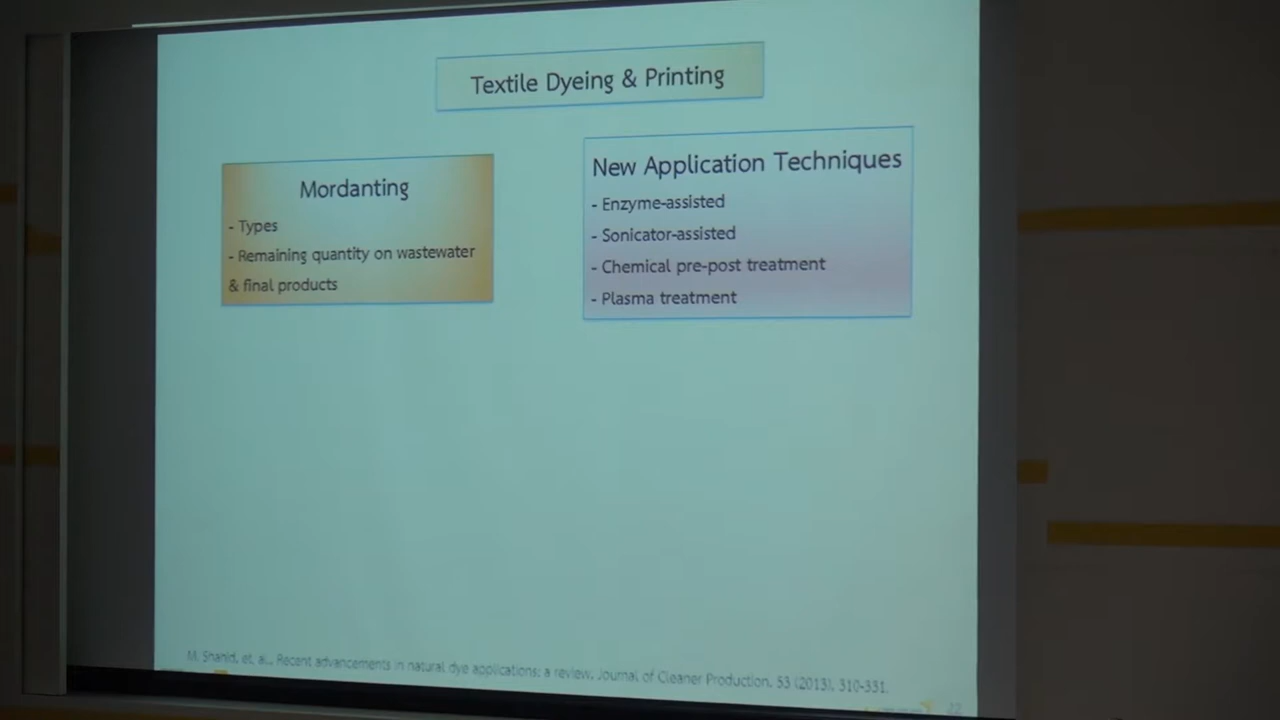 Textile Dyeing & Printing
Mordanting
- Types
- Remaining quantity on wastewater
& final products
New Application Techniques
- Enzyme-assisted
- Sonicator-assisted
- Chemical pre-post treatment
- Plasma treatment
M. Shahid, et. al., Recent advancements in natural dye applications: a review, Journal of Cleaner Production, 53 (2013), 310-331.